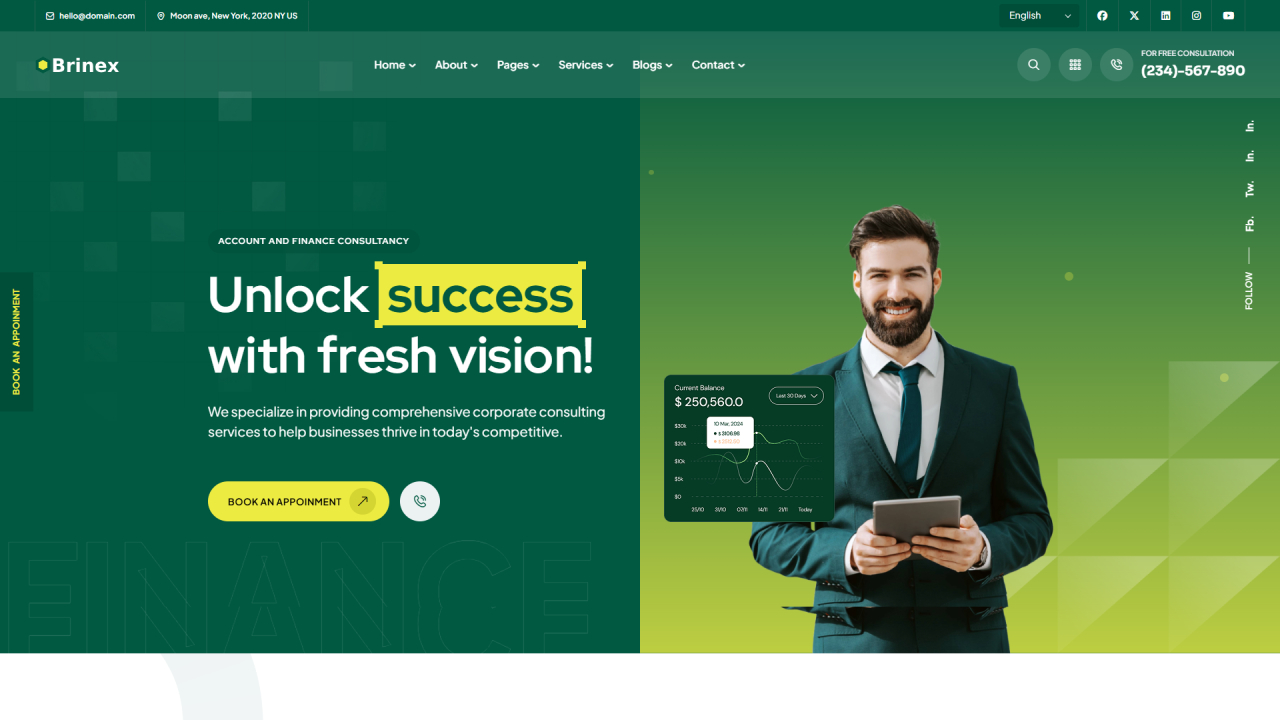 hello@domain.com
Moon ave, New York, 2020 NY US
English
Brinex
Home
About
Pages
Services
Blogs
Contact
FOR FREE CONSULTATION
(234)-567-890
In.
In.
Tw.
Fb.
FOLLOW
BOOK AN APPOINMENT
ACCOUNT AND FINANCE CONSULTANCY
Unlock success
with fresh vision!
We specialize in providing comprehensive corporate consulting
services to help businesses thrive in today's competitive.
BOOK AN APPOINMENT
Current Balance
$ 250,560.0
Last 30 Days
10 Mar, 2024
$ 3106.98
$30k
$20k
$10k
$5k
$0
25/10
31/10
07/11
14/11
21/11
Today
FINANCE